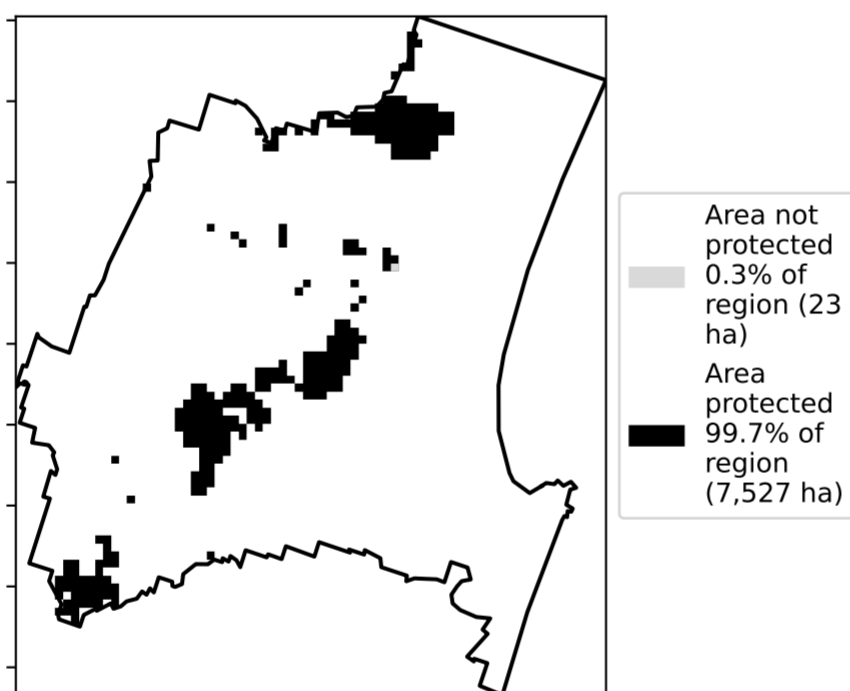 Area not
protected
0.3% of
region (23
ha)
Area
protected
99.7% of
region
(7,527 ha)